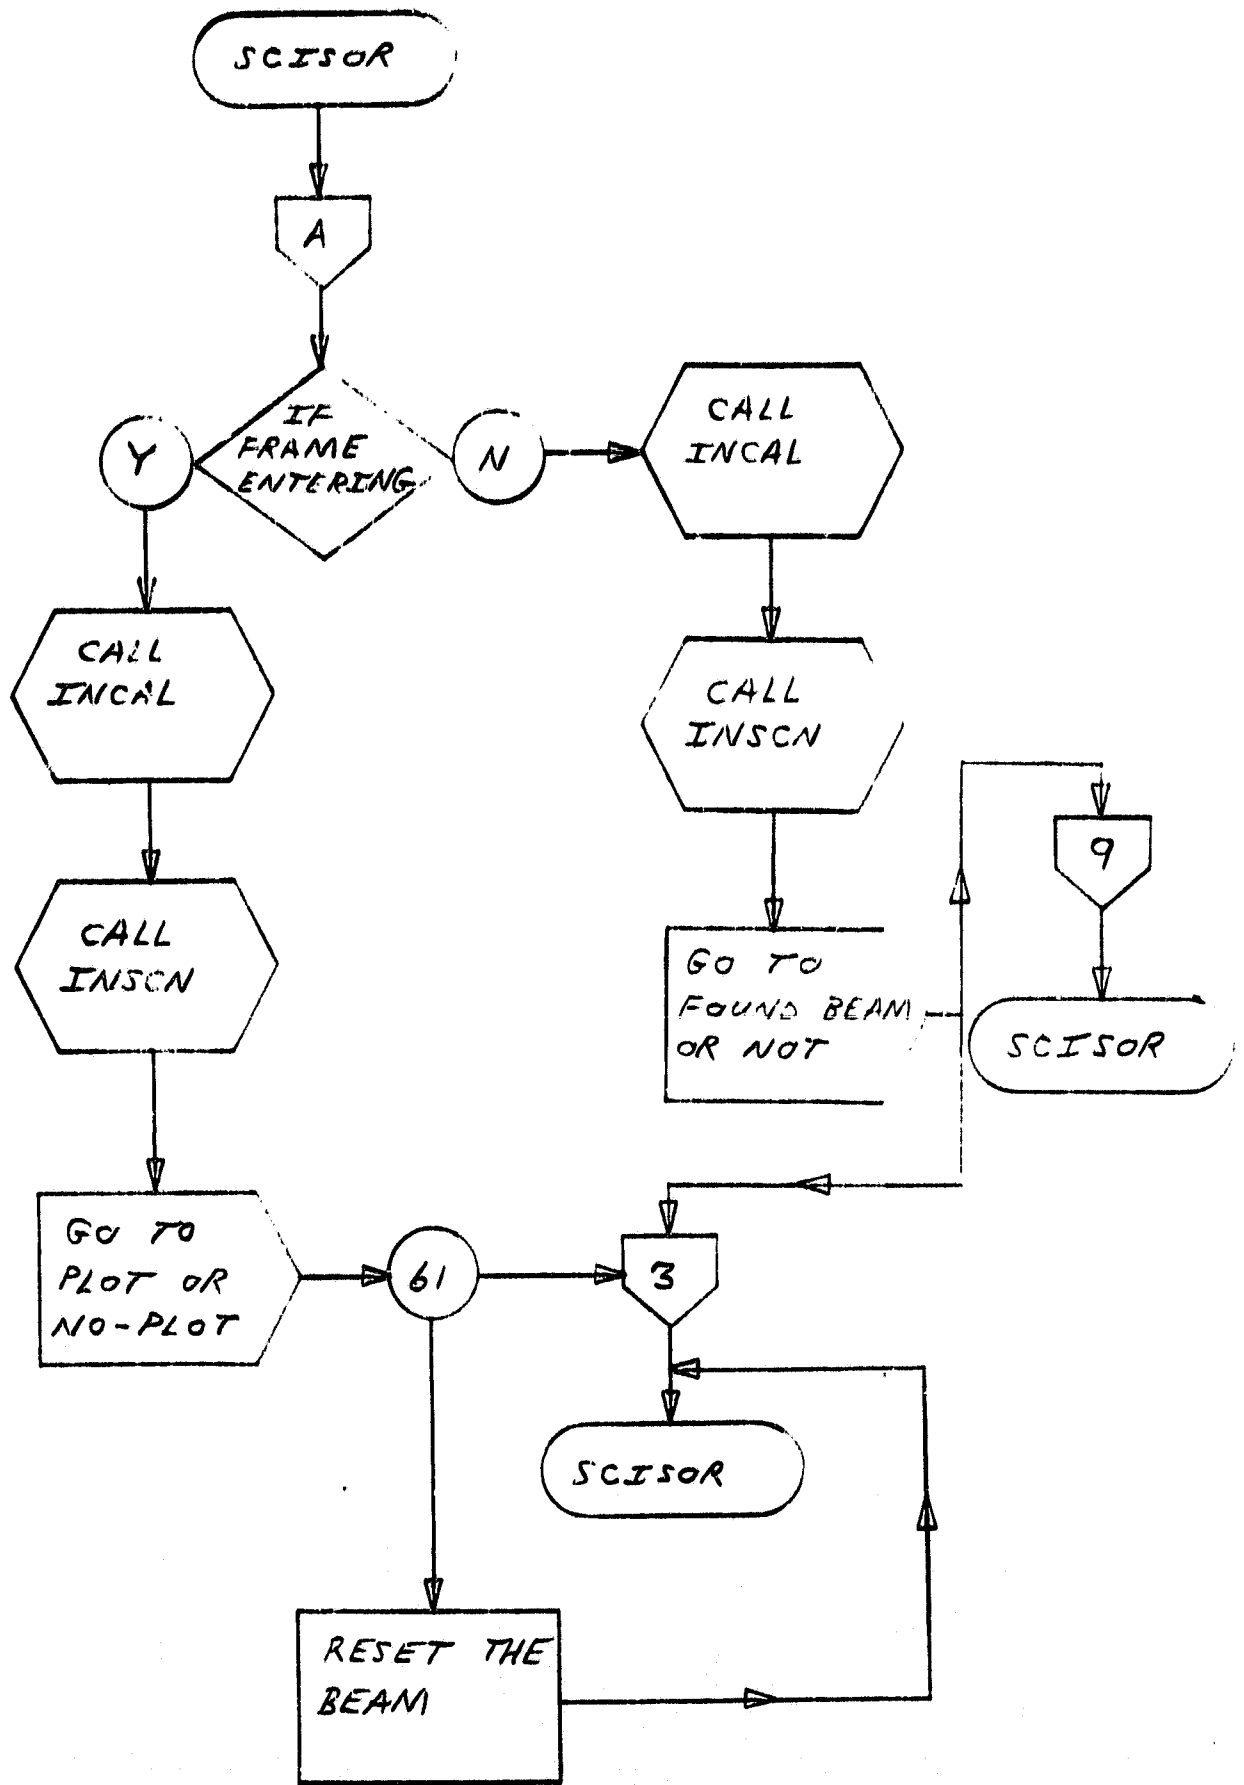 SCISOR
A
IF
FRAME
ENTERING
Y
N
CALL
INCAL
CALL
INCAL
CALL
INSCN
9
CALL
INSCN
GO TO
FOUND BEAM
OR NOT
SCISOR
GO TO
PLOT OR
NO-PLOT
61
3
SCISOR
RESET THE
BEAM